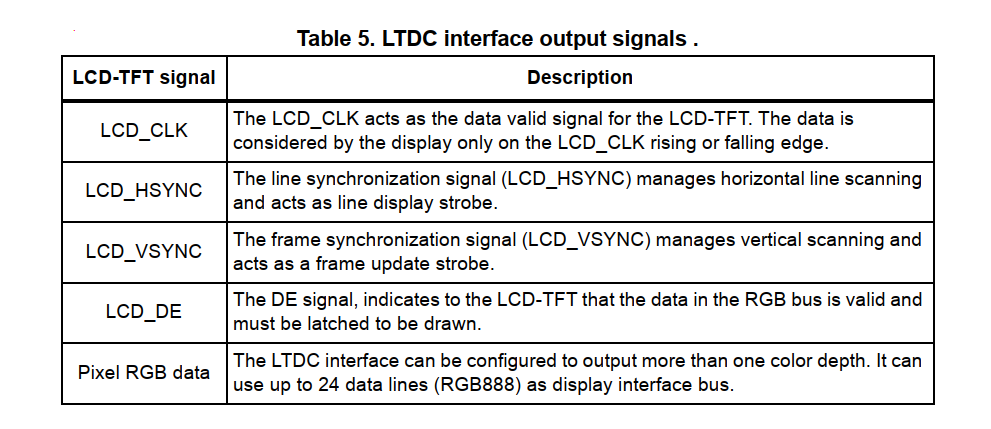 Table 5. LTDC interface output signals .
LCD-TFT signal
Description
LCD_CLK
The LCD_CLK acts as the data valid signal for the LCD-TFT. The data is
considered by the display only on the LCD_CLK rising or falling edge.
LCD_HSYNC
The line synchronization signal (LCD_HSYNC) manages horizontal line scanning
and acts as line display strobe.
LCD_VSYNC
The frame synchronization signal (LCD_VSYNC) manages vertical scanning and
acts as a frame update strobe.
LCD_DE
The DE signal, indicates to the LCD-TFT that the data in the RGB bus is valid and
must be latched to be drawn.
Pixel RGB data
The LTDC interface can be configured to output more than one color depth. It can
use up to 24 data lines (RGB888) as display interface bus.